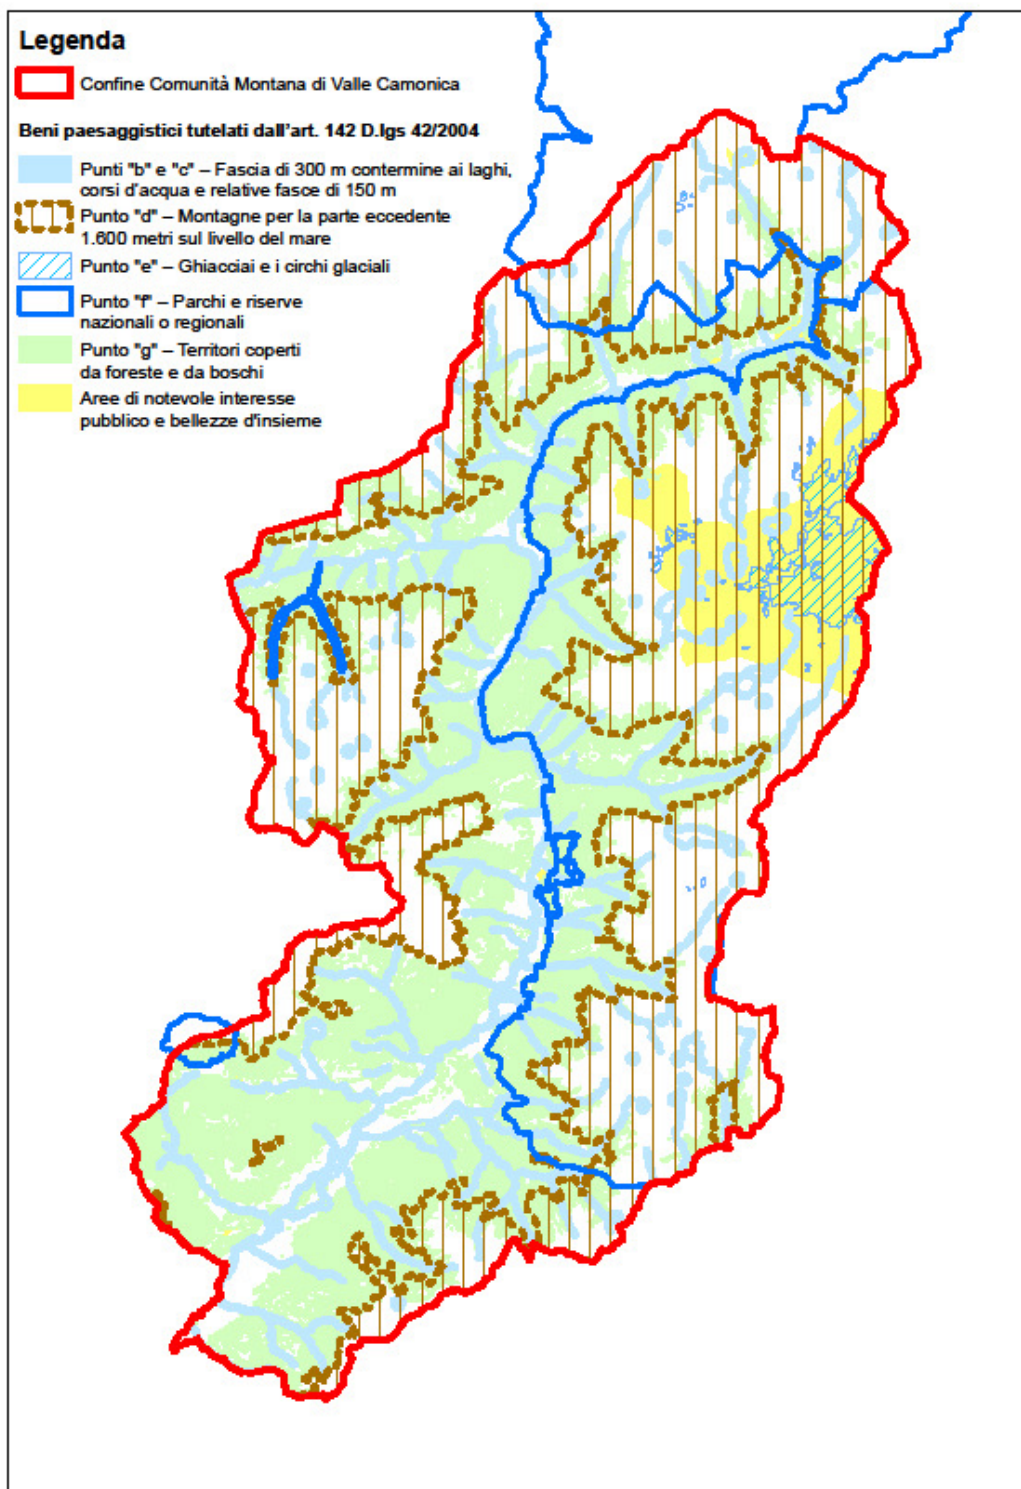 Legenda
Confine Comunità Montana di Valle Camonica
Beni paesaggistici tutelati dall'art. 142 D.lgs 42/2004
Punti "b" e "c" – Fascia di 300 m contermine ai laghi,
corsi d'acqua e relative fasce di 150 m
Punto "d" – Montagne per la parte eccedente
1.600 metri sul livello del mare
Punto "e" – Ghiacciai e i circhi glaciali
Punto "f" – Parchi e riserve
nazionali o regionali
Punto "g" – Territori coperti
da foreste e da boschi
Aree di notevole interesse
pubblico e bellezze d'insieme